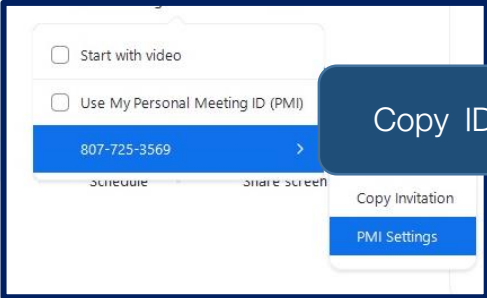 Start with video
Use My Personal Meeting ID (PMI)
Copy ID
807-725-3569 >
Schedule Share screen
Copy Invitation
PMI Settings